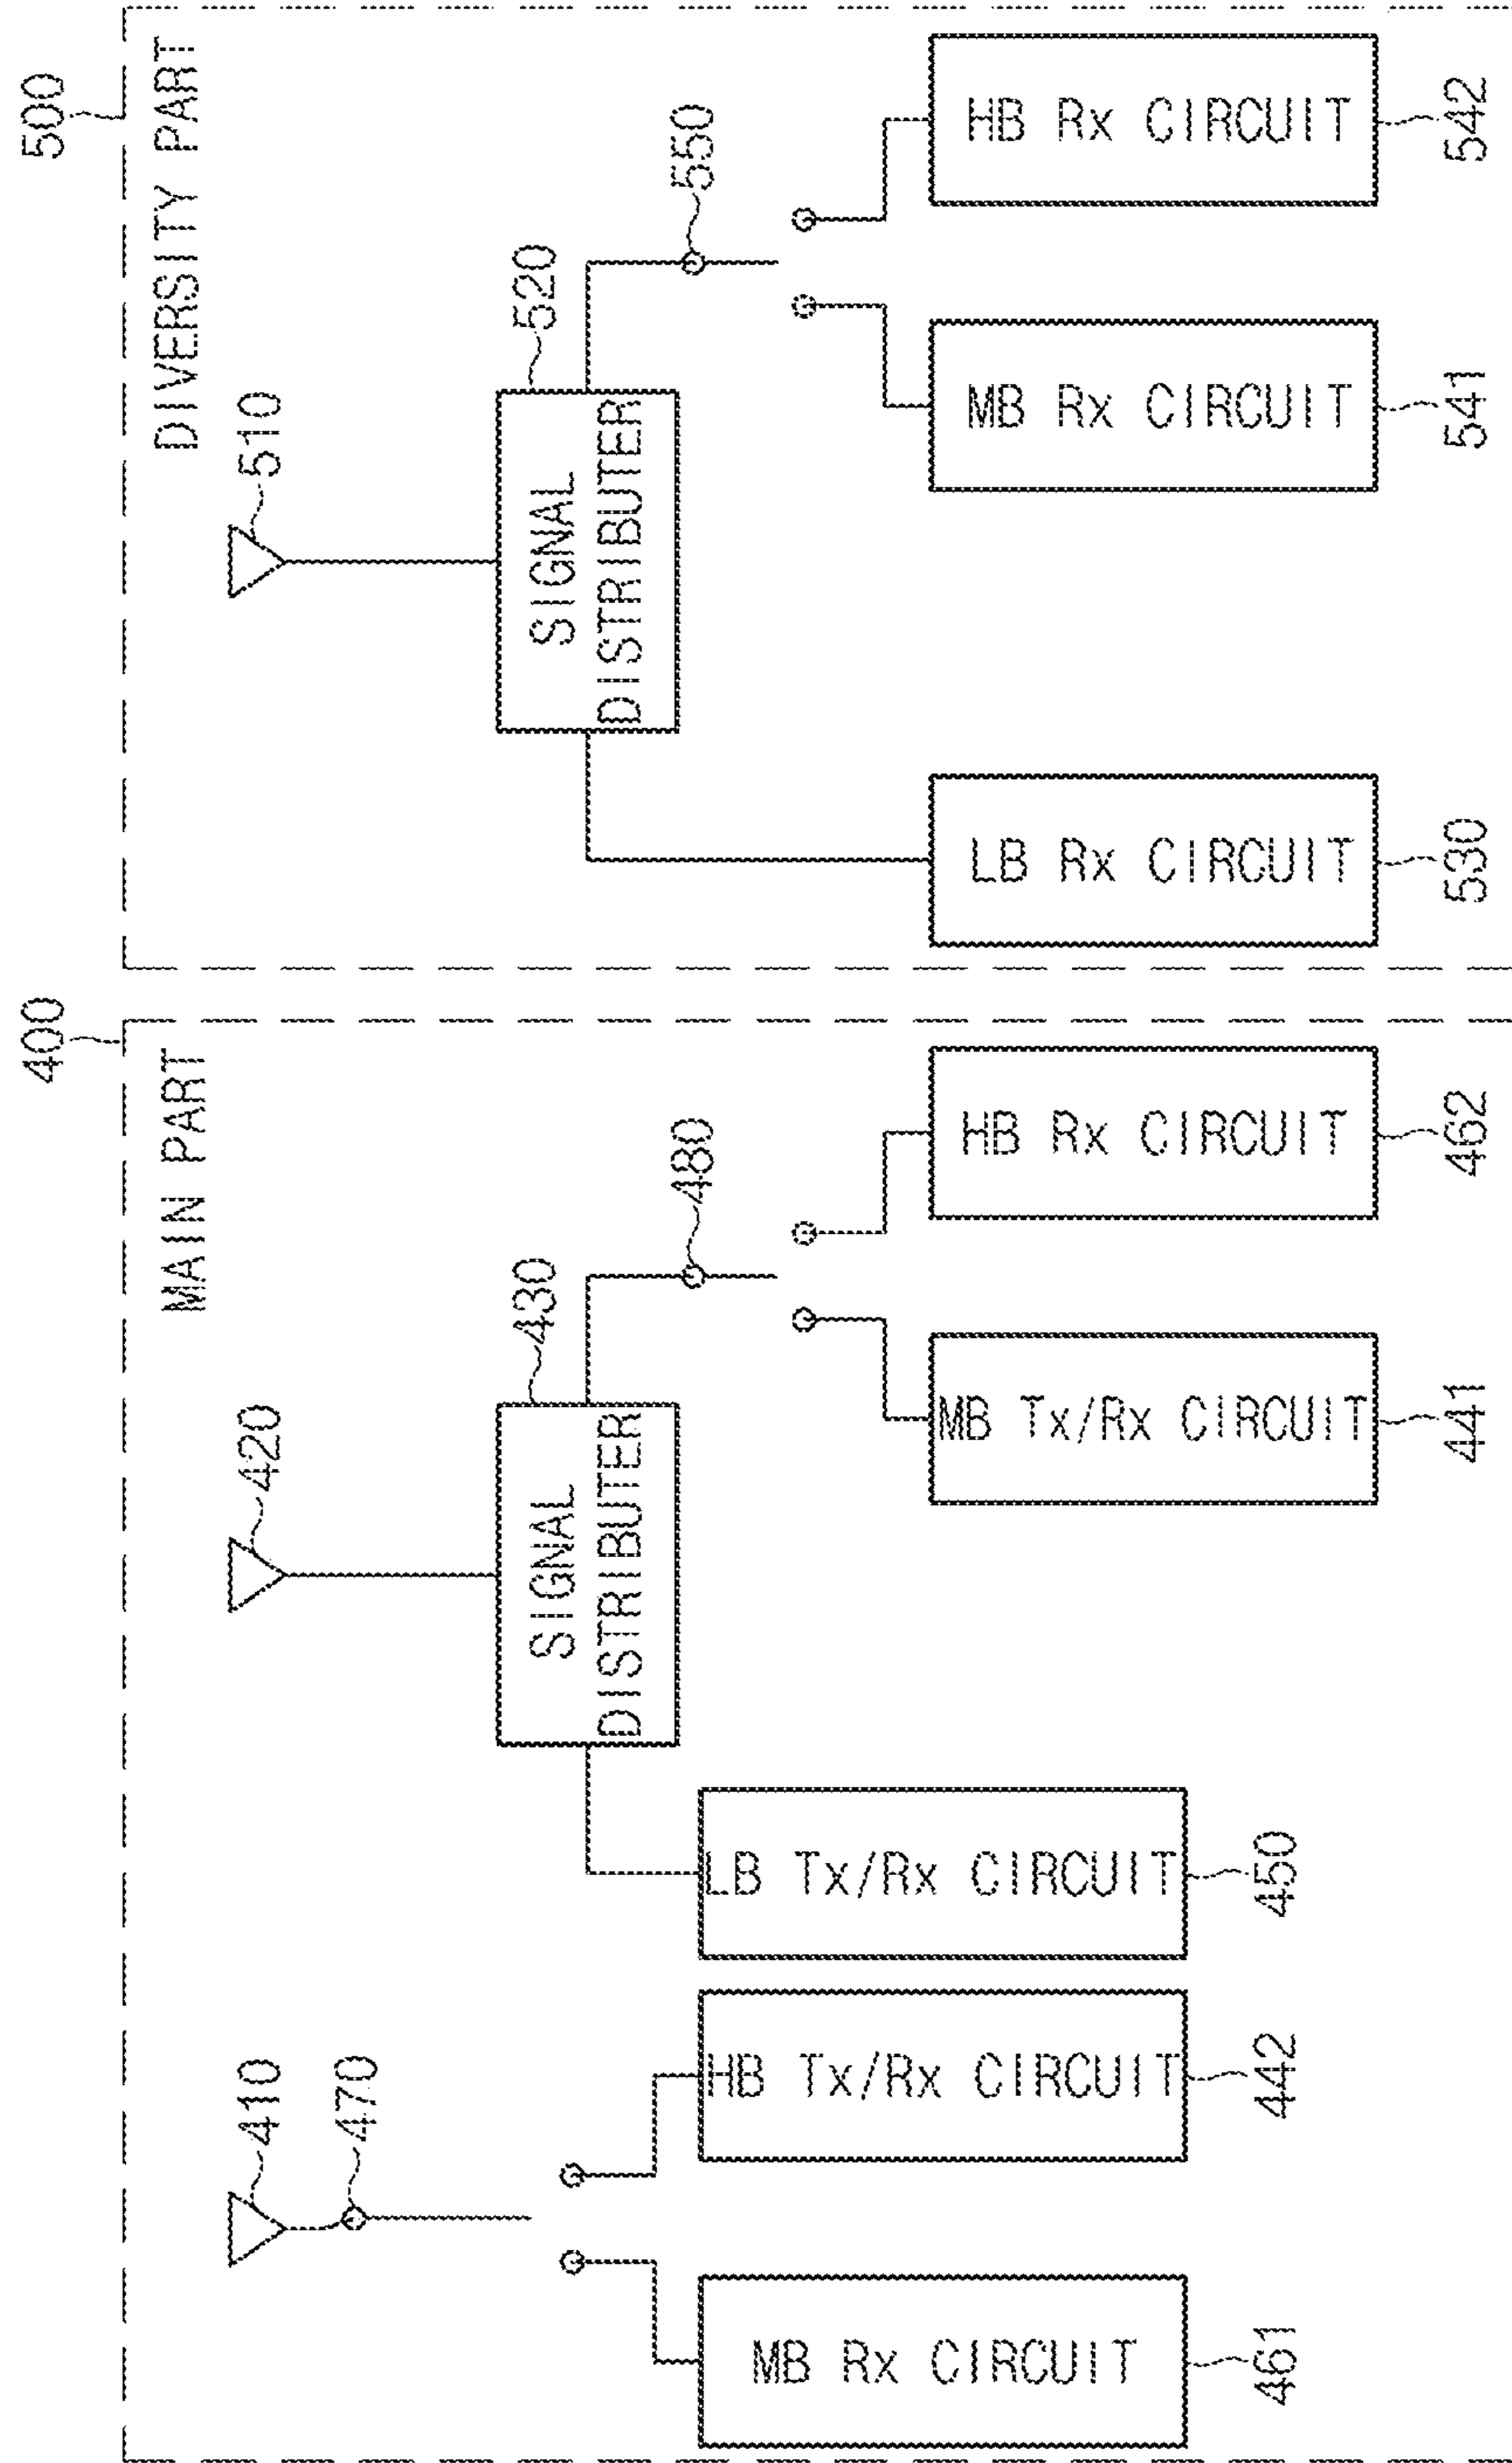 400
MAIN PART
410
470
420
430
SIGNAL
DISTRIBUTER
480
MB Rx CIRCUIT
461
HB Tx/Rx CIRCUIT
442
LB Tx/Rx CIRCUIT
450
MB Tx/Rx CIRCUIT
441
HB Rx CIRCUIT
462
500
DIVERSITY PART
510
520
SIGNAL
DISTRIBUTER
550
LB Rx CIRCUIT
530
MB Rx CIRCUIT
541
HB Rx CIRCUIT
542